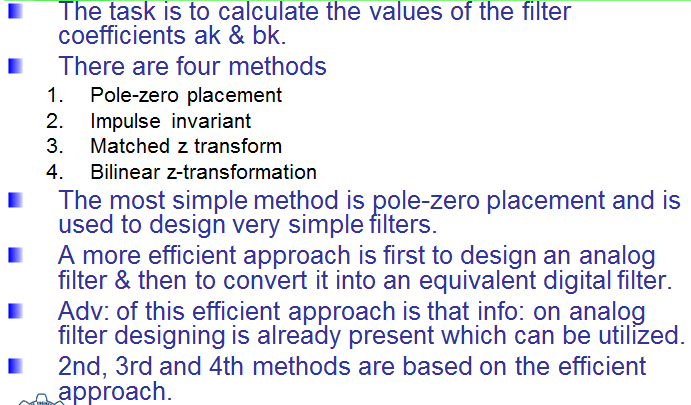 The task is to calculate the values of the filter
coefficients ak & bk.
There are four methods
1. Pole-zero placement
2. Impulse invariant
3. Matched z transform
4. Bilinear z-transformation
The most simple method is pole-zero placement and is
used to design very simple filters.
A more efficient approach is first to design an analog
filter & then to convert it into an equivalent digital filter.
Adv: of this efficient approach is that info: on analog
filter designing is already present which can be utilized.
2nd, 3rd and 4th methods are based on the efficient
approach.